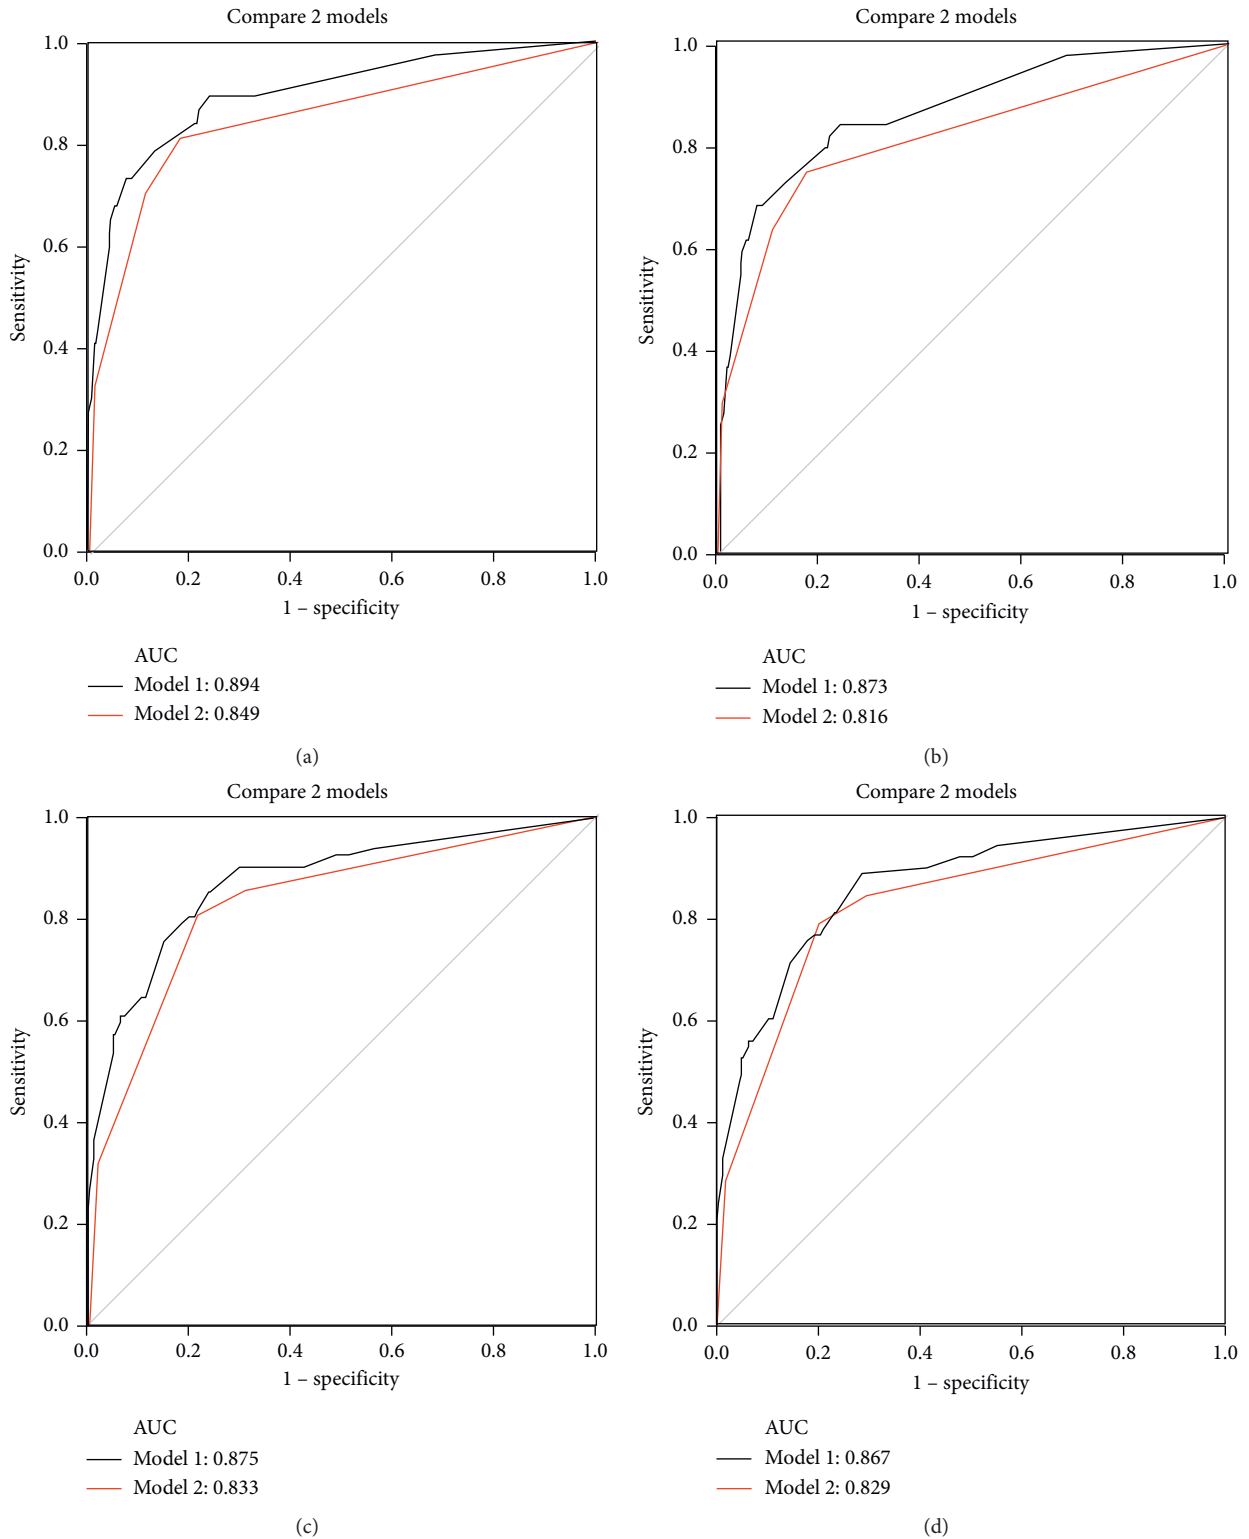 Compare 2 models
1.0
0.8
0.6
0.4
0.2
0.0
Sensitivity
0.0 0.2 0.4 0.6 0.8 1.0
1 – specificity
AUC
Model 1: 0.894
Model 2: 0.849
(a)
Compare 2 models
1.0
0.8
0.6
0.4
0.2
0.0
Sensitivity
0.0 0.2 0.4 0.6 0.8 1.0
1 – specificity
AUC
Model 1: 0.873
Model 2: 0.816
(b)
Compare 2 models
1.0
0.8
0.6
0.4
0.2
0.0
Sensitivity
0.0 0.2 0.4 0.6 0.8 1.0
1 – specificity
AUC
Model 1: 0.875
Model 2: 0.833
(c)
Compare 2 models
1.0
0.8
0.6
0.4
0.2
0.0
Sensitivity
0.0 0.2 0.4 0.6 0.8 1.0
1 – specificity
AUC
Model 1: 0.867
Model 2: 0.829
(d)